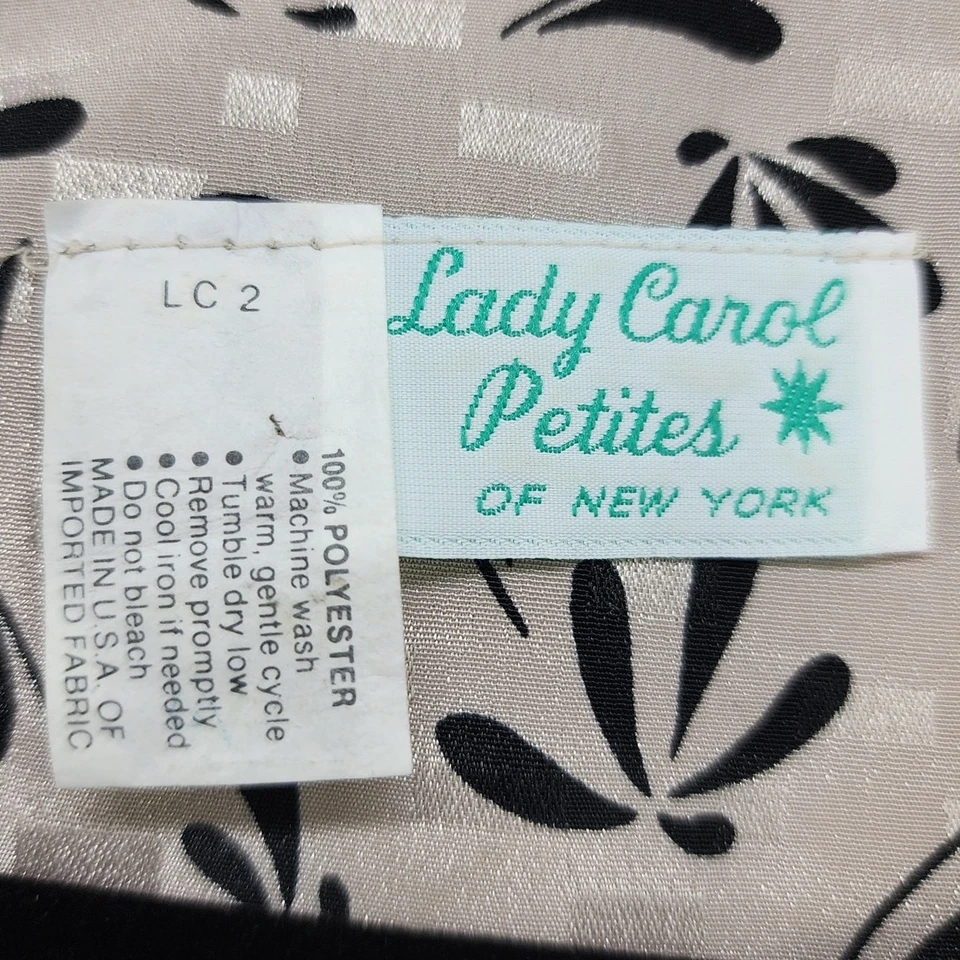 LC 2
100% POLYESTER
● Machine wash
warm, gentle cycle
● Tumble dry low
● Remove promptly
● Cool iron if needed
● Do not bleach
MADE IN U.S.A. OF
IMPORTED FABRIC
Lady Carol
Petites
OF NEW YORK